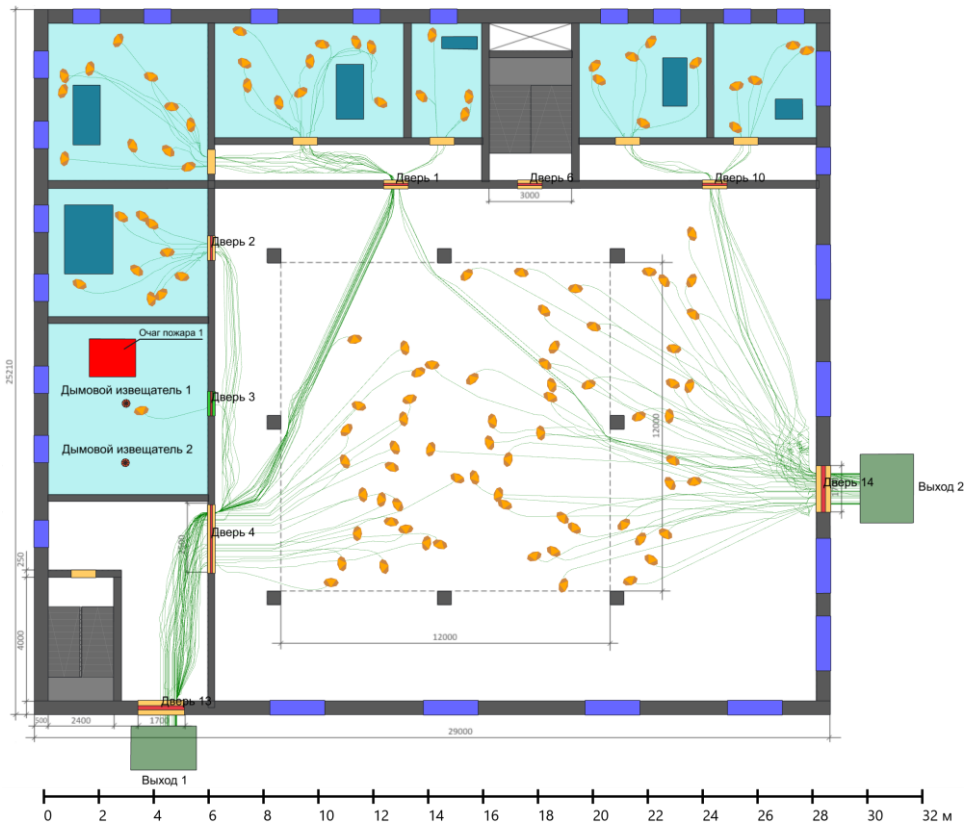 Дверь 1
Дверь 6
Дверь 10
3000
Дверь 2
25210
Очаг пожара 1
Дымовой извещатель 1
Дверь 3
12000
Дымовой извещатель 2
Дверь 14
Выход 2
Дверь 4
250
4000
12000
Дверь 13
500
2400
1700
29000
Выход 1
0 2 4 6 8 10 12 14 16 18 20 22 24 26 28 30 32 м